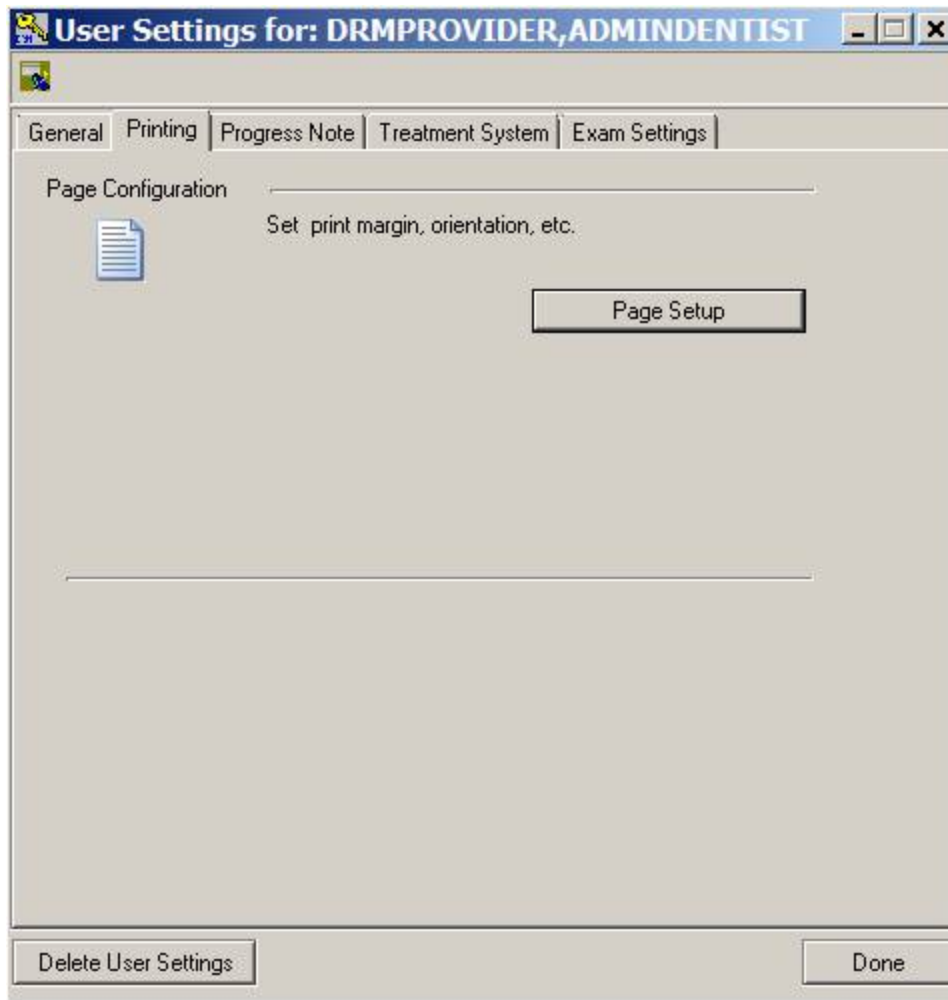 User Settings for: DRMPROVIDER,ADMINDENTIST
General Printing Progress Note Treatment System Exam Settings
Page Configuration
Set print margin, orientation, etc.
Page Setup
Delete User Settings Done